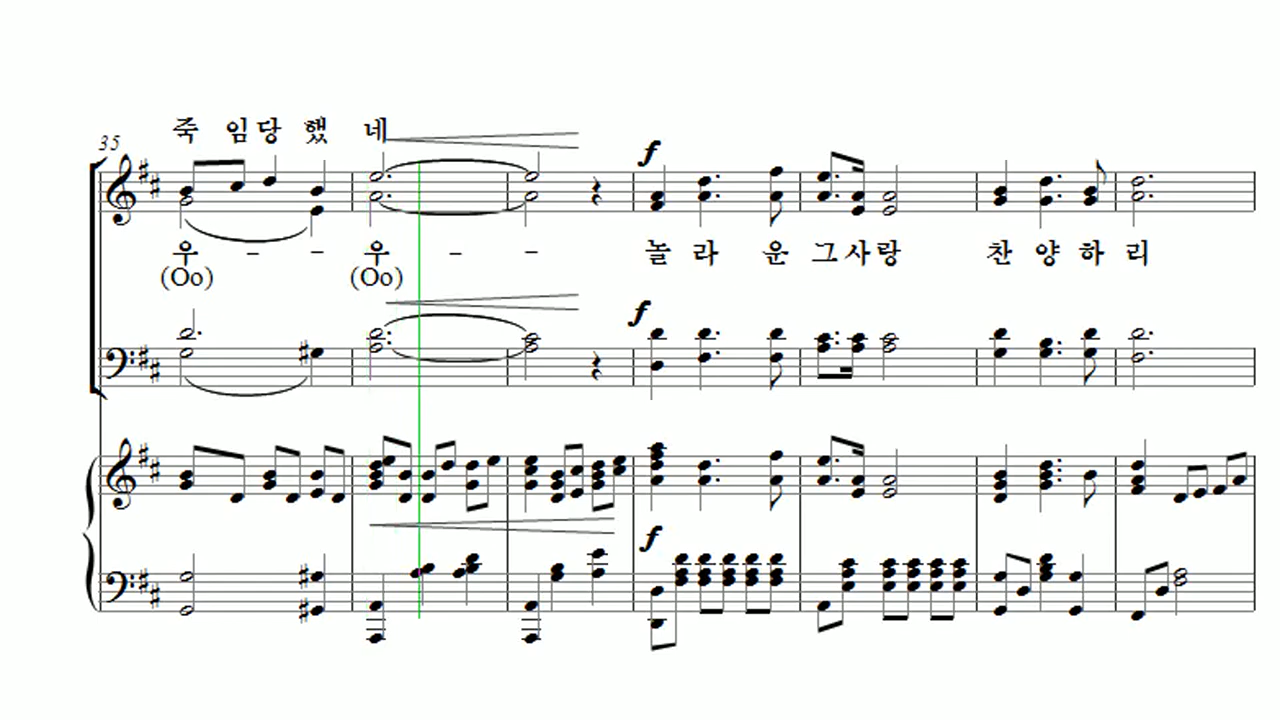 죽 임당 했 네
35
f
우 - - 우 - - 놀 라 운 그사랑 찬 양 하 리
(Oo) (Oo)
f
f